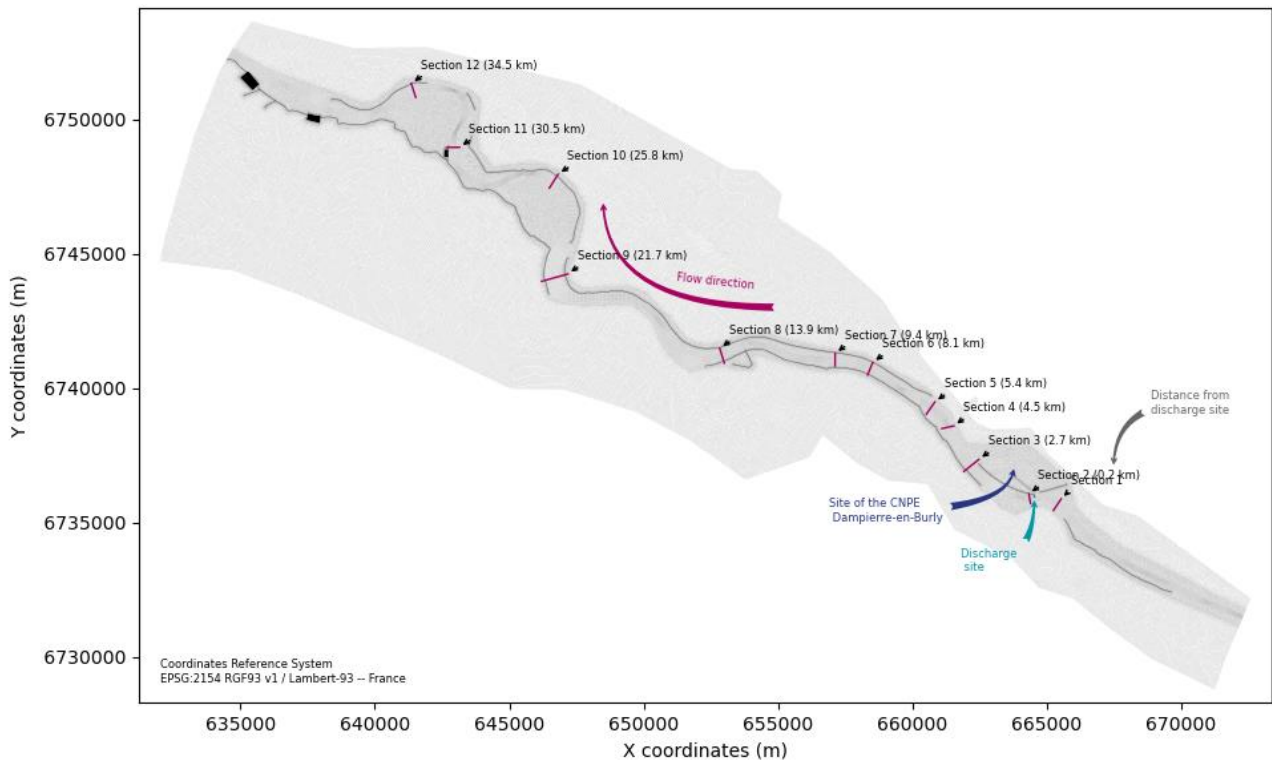 Section 12 (34.5 km)
6750000
Section 11 (30.5 km)
Section 10 (25.8 km)
6745000
Section 9 (21.7 km)
Flow direction
Section 8 (13.9 km)
Section 7 (9.4 km)
Section 6 (8.1 km)
6740000
Section 5 (5.4 km)
Section 4 (4.5 km)
Distance from
discharge site
Section 3 (2.7 km)
Section 2 (0.2 km)
Section 1
6735000
Site of the CNPE
Dampierre-en-Burly
Discharge
site
6730000
Coordinates Reference System
EPSG:2154 RGF93 v1 / Lambert-93 -- France
Y coordinates (m)
635000 640000 645000 650000 655000 660000 665000 670000
X coordinates (m)